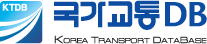 KTDB 국가교통DB
KOREA TRANSPORT DATABASE